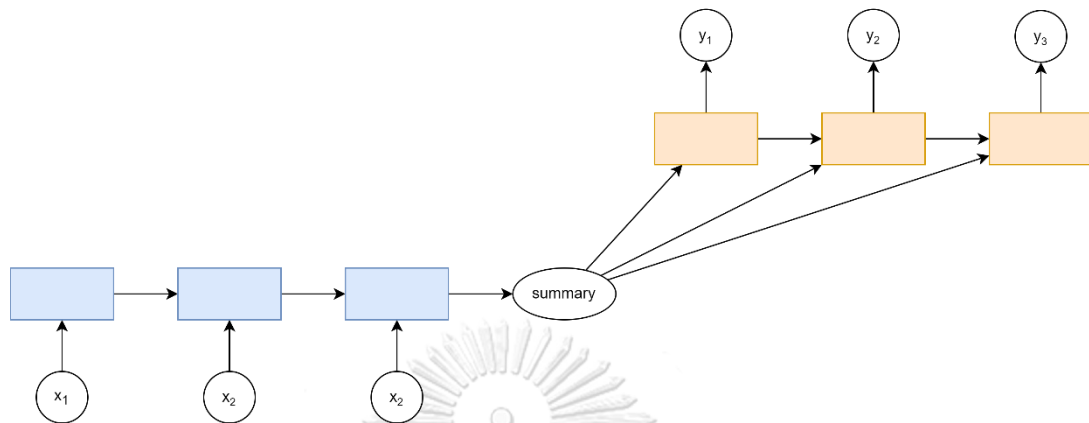 y₁ y₂ y₃
summary
x₁ x₂ x₂